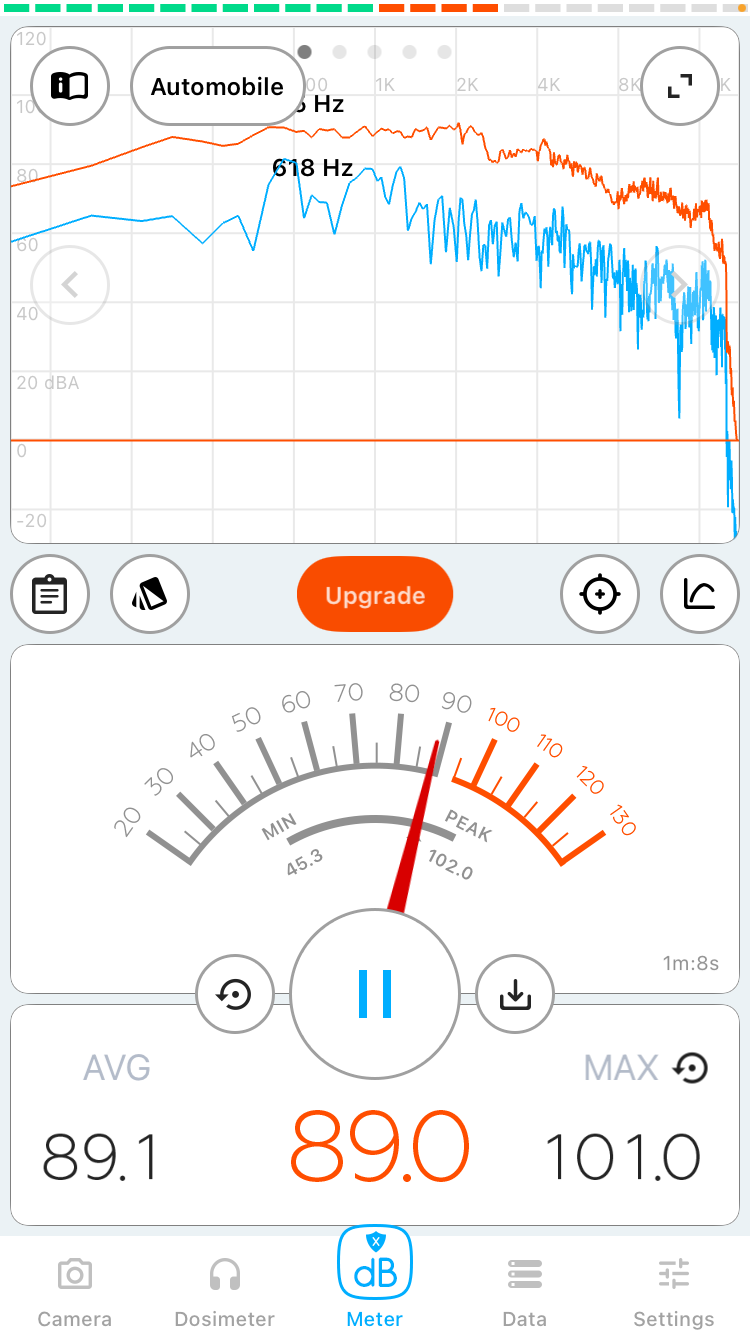 120
Automobile
00 1K 2K 4K 8K K
10
5 Hz
80
618 Hz
60
40
20 dBA
0
-20
Upgrade
20 30 40 50 60 70 80 90 100 110 120 130
MIN PEAK
45.3 102.0
1m:8s
AVG MAX
89.1 89.0 101.0
X
dB
Camera Dosimeter Meter Data Settings